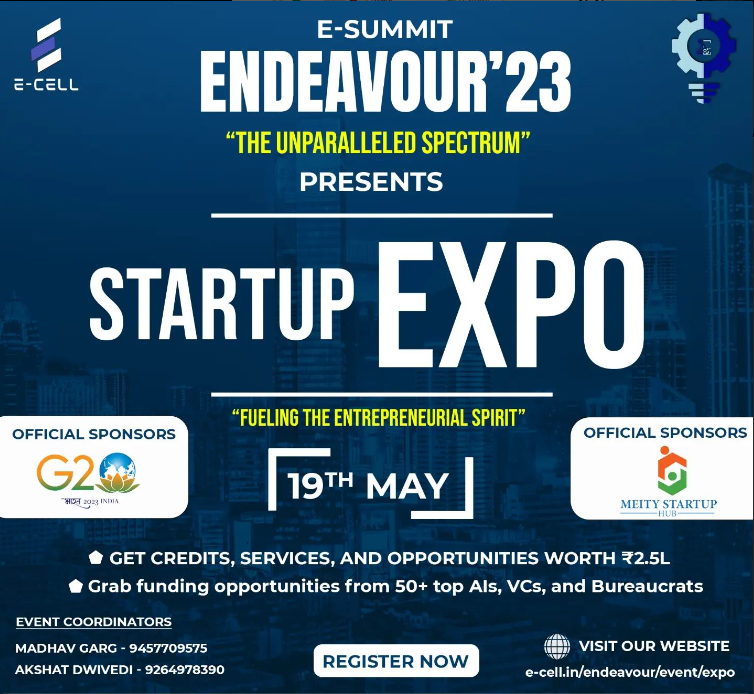 E-CELL
E-SUMMIT
ENDEAVOUR'23
"THE UNPARALLELED SPECTRUM"
PRESENTS
STARTUP EXPO
"FUELING THE ENTREPRENEURIAL SPIRIT"
OFFICIAL SPONSORS
G20
भारत 2023 INDIA
19TH MAY
OFFICIAL SPONSORS
MEITY STARTUP
HUB
GET CREDITS, SERVICES, AND OPPORTUNITIES WORTH ₹2.5L
Grab funding opportunities from 50+ top AIs, VCs, and Bureaucrats
EVENT COORDINATORS
MADHAV GARG - 9457709575
AKSHAT DWIVEDI - 9264978390
REGISTER NOW
VISIT OUR WEBSITE
e-cell.in/endeavour/event/expo